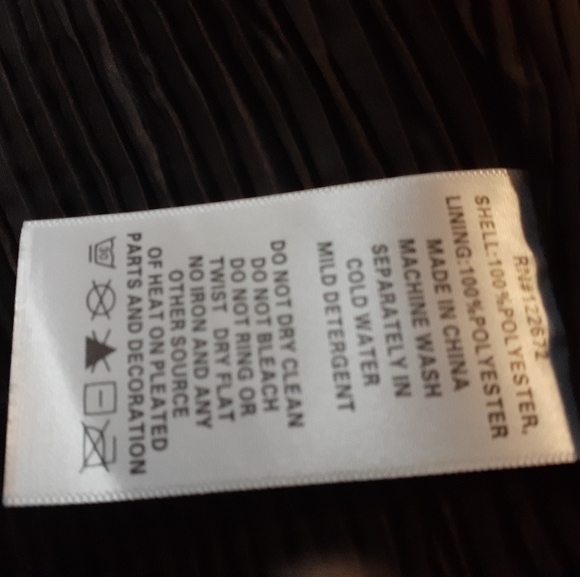 RN#122672
SHELL:100%POLYESTER.
LINING:100%POLYESTER
MADE IN CHINA
MACHINE WASH
SEPARATELY IN
COLD WATER
MILD DETERGENT
DO NOT DRY CLEAN
DO NOT BLEACH
DO NOT RING OR
TWIST DRY FLAT
NO IRON AND ANY
OTHER SOURCE
OF HEAT ON PLEATED
PARTS AND DECORATION
30